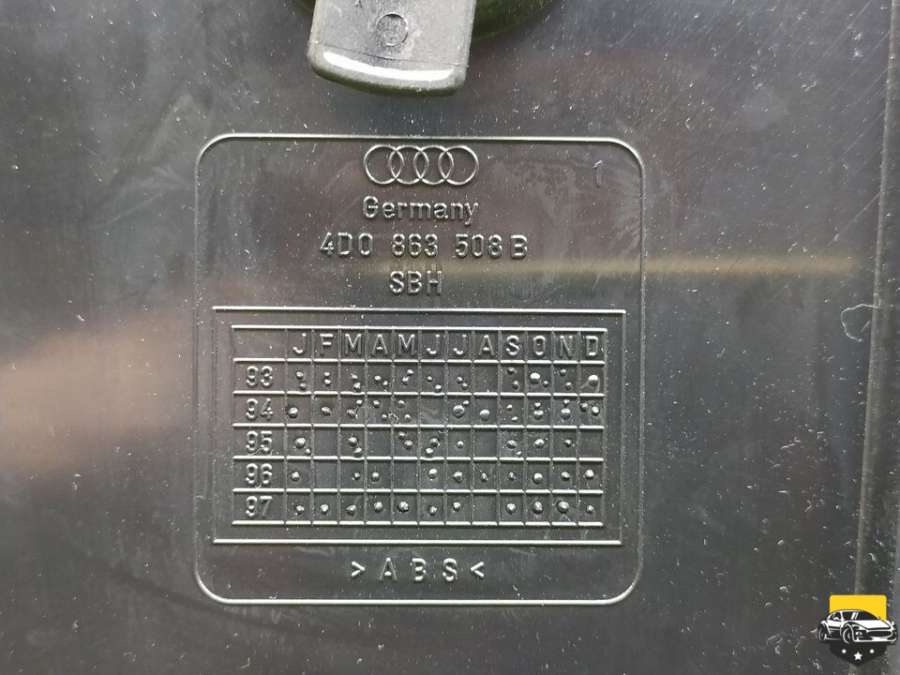 Germany
4D0 863 508 B
SBH
J F M A M J J A S O N D
93
94
95
96
97
>ABS<